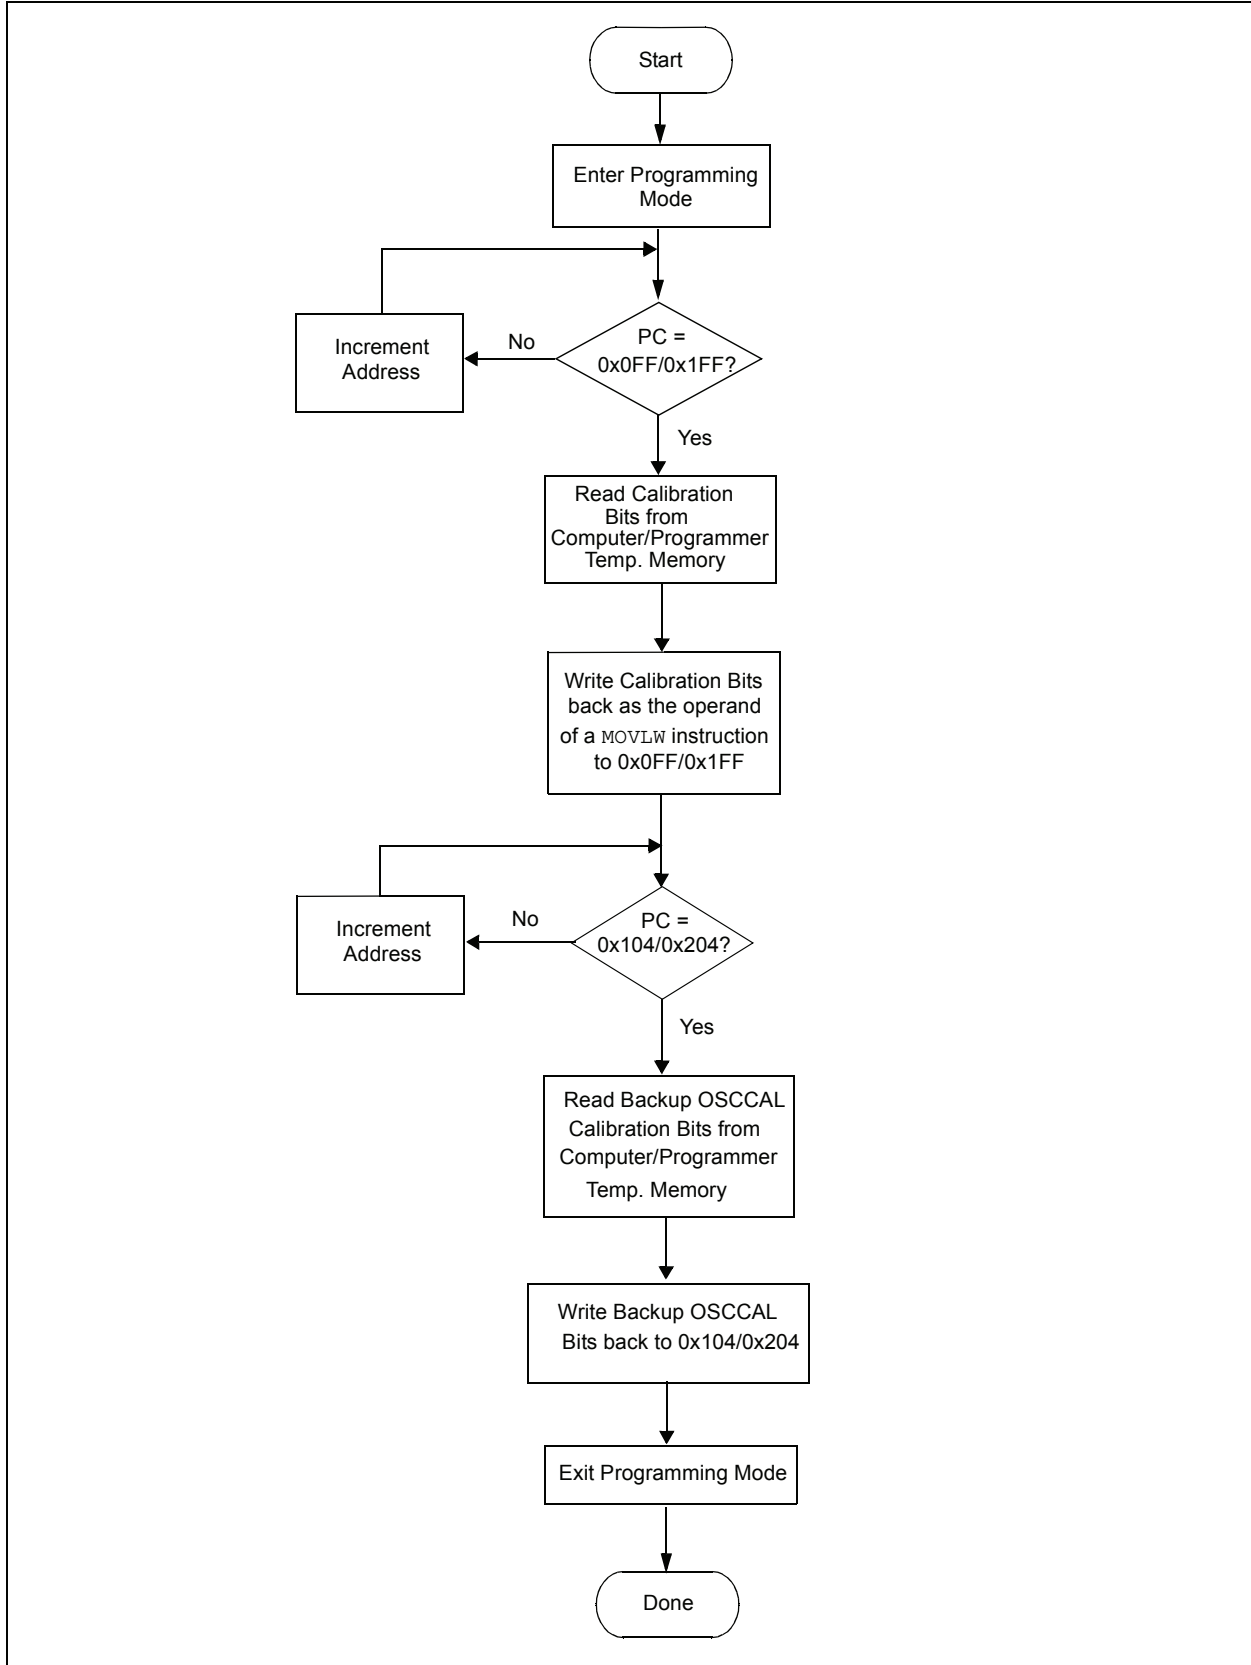 Start
Enter Programming
Mode
Increment
Address
No
PC =
0x0FF/0x1FF?
Yes
Read Calibration
Bits from
Computer/Programmer
Temp. Memory
Write Calibration Bits
back as the operand
of a MOVLW instruction
to 0x0FF/0x1FF
Increment
Address
No
PC =
0x104/0x204?
Yes
Read Backup OSCCAL
Calibration Bits from
Computer/Programmer
Temp. Memory
Write Backup OSCCAL
Bits back to 0x104/0x204
Exit Programming Mode
Done